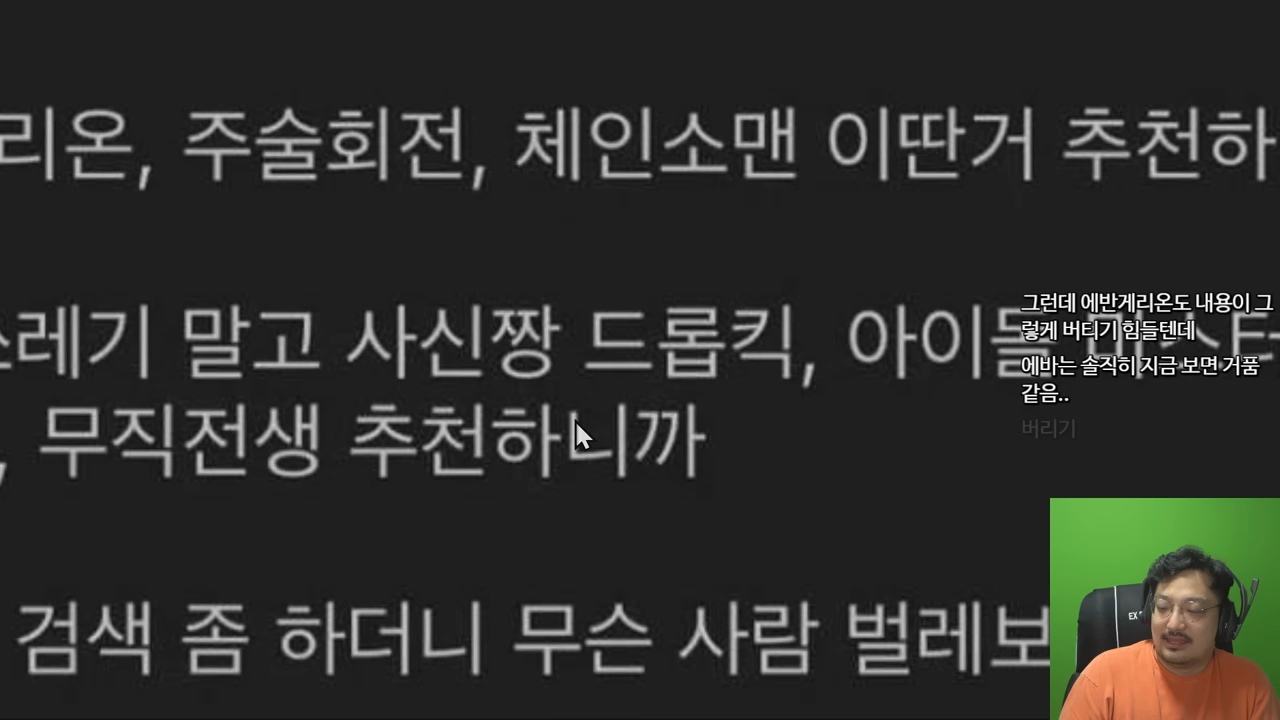 리온, 주술회전, 체인소맨 이딴거 추천하
레기 말고 사신짱 드롭킥, 아이돌
, 무직전생 추천하니까
검색 좀 하더니 무슨 사람 벌레보
그런데 에반게리온도 내용이 그
렇게 버티기 힘들텐데
에바는 솔직히 지금 보면 거품
같음..
버리기
EX